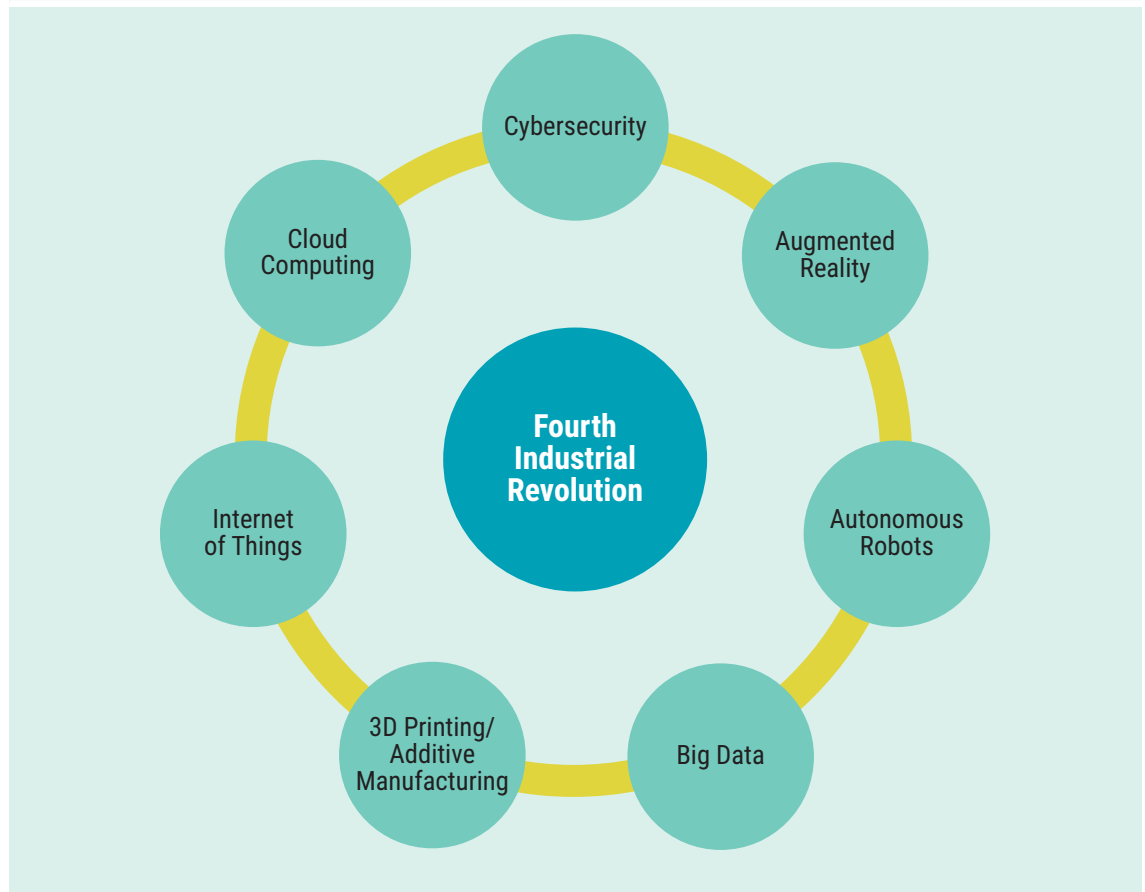 Cybersecurity
Augmented
Reality
Autonomous
Robots
Big Data
3D Printing/
Additive
Manufacturing
Internet
of Things
Cloud
Computing
Fourth
Industrial
Revolution